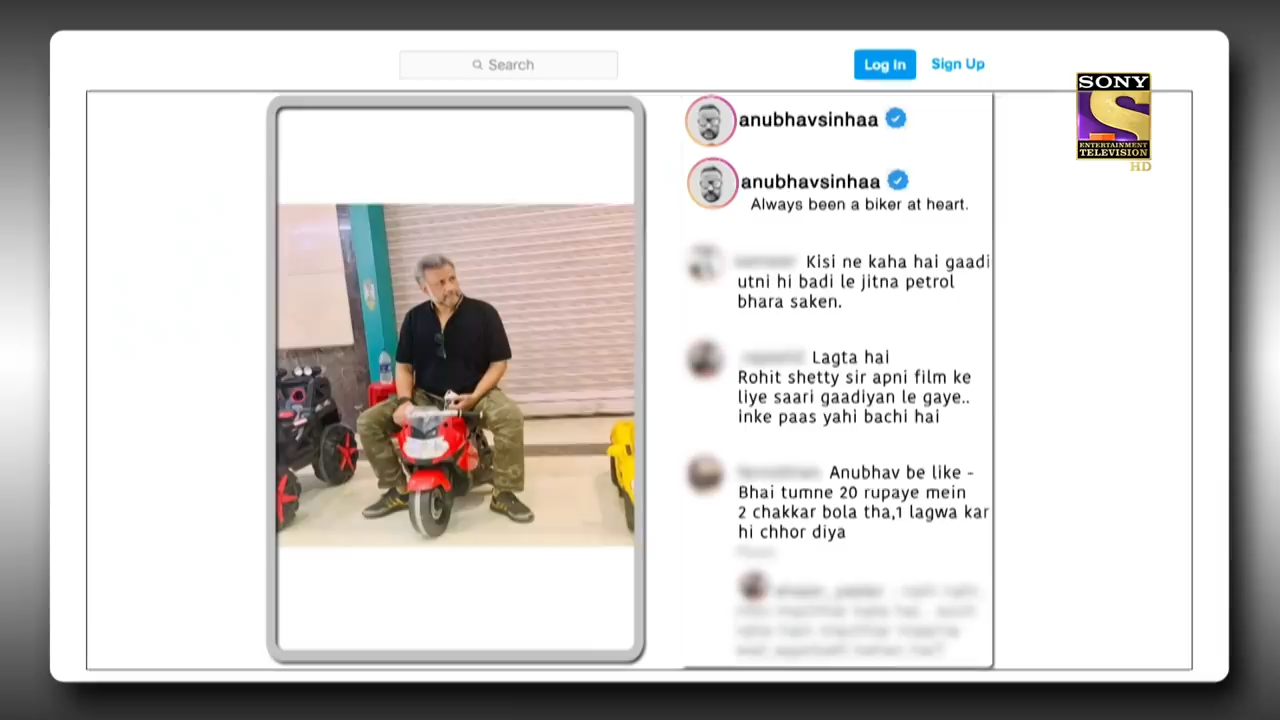 Search
Log In
Sign Up
SONY
ENTERTAINMENT
TELEVISION
HD
anubhavsinhaa
anubhavsinhaa
Always been a biker at heart.
Kisi ne kaha hai gaadi
utni hi badi le jitna petrol
bhara saken.
Lagta hai
Rohit shetty sir apni film ke
liye saari gaadiyan le gaye..
inke paas yahi bachi hai
Anubhav be like -
Bhai tumne 20 rupaye mein
2 chakkar bola tha,1 lagwa kar
hi chhor diya